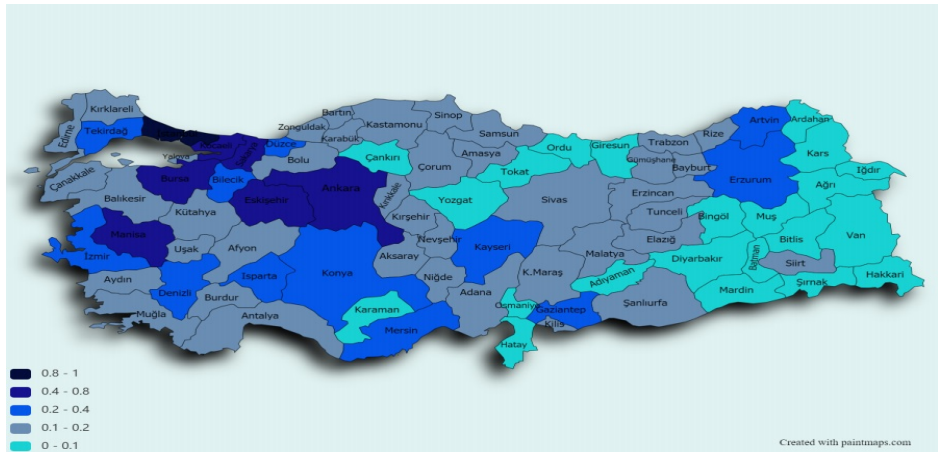 Kırklareli
Edirne
Tekirdağ
Kocaeli
Sakarya
Yalova
Düzce
Zonguldak
Bartın
Karabük
Kastamonu
Sinop
Samsun
Bolu
Çankırı
Çorum
Amasya
Ordu
Giresun
Tokat
Trabzon
Gümüşhane
Bayburt
Rize
Artvin
Ardahan
Kars
Iğdır
Ağrı
Erzurum
Erzincan
Çanakkale
Balıkesir
Bursa
Bilecik
Kütahya
Eskişehir
Ankara
Kırıkkale
Yozgat
Sivas
Tunceli
Bingöl
Muş
Manisa
Uşak
Afyon
Kırşehir
Nevşehir
Kayseri
Malatya
Elazığ
Diyarbakır
Batman
Bitlis
Van
Siirt
İzmir
Aydın
Denizli
Isparta
Konya
Aksaray
Niğde
K.Maraş
Adıyaman
Mardin
Şırnak
Hakkari
Muğla
Burdur
Antalya
Karaman
Mersin
Adana
Osmaniye
Gaziantep
Kilis
Şanlıurfa
Hatay
0.8 - 1
0.4 - 0.8
0.2 - 0.4
0.1 - 0.2
0 - 0.1
Created with paintmaps.com